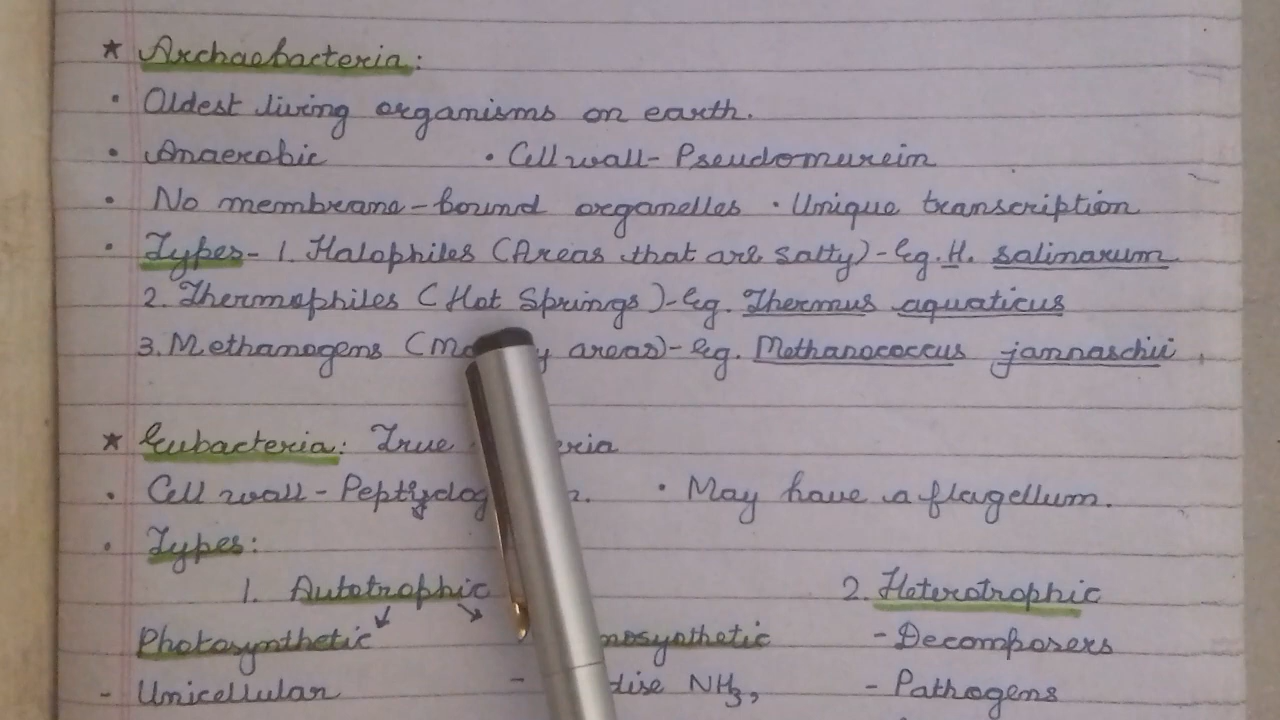 ★ Archaebacteria:
• Oldest living organisms on earth.
• Anaerobic • Cell wall- Pseudomurein
• No membrane-bound organelles • Unique transcription
• Types- 1. Halophiles (Areas that are salty)- Eg. H. salinarum
2. Thermophiles (Hot Springs)-Eg. Thermus aquaticus
3. Methanogens ( areas)- Eg. Methanococcus jannaschii
★ Eubacteria: True
• Cell wall - • May have a flagellum.
• Types:
1. Autotrophic 2. Heterotrophic
Photosynthetic - Decomposers
- Unicellular - NH3, - Pathogens